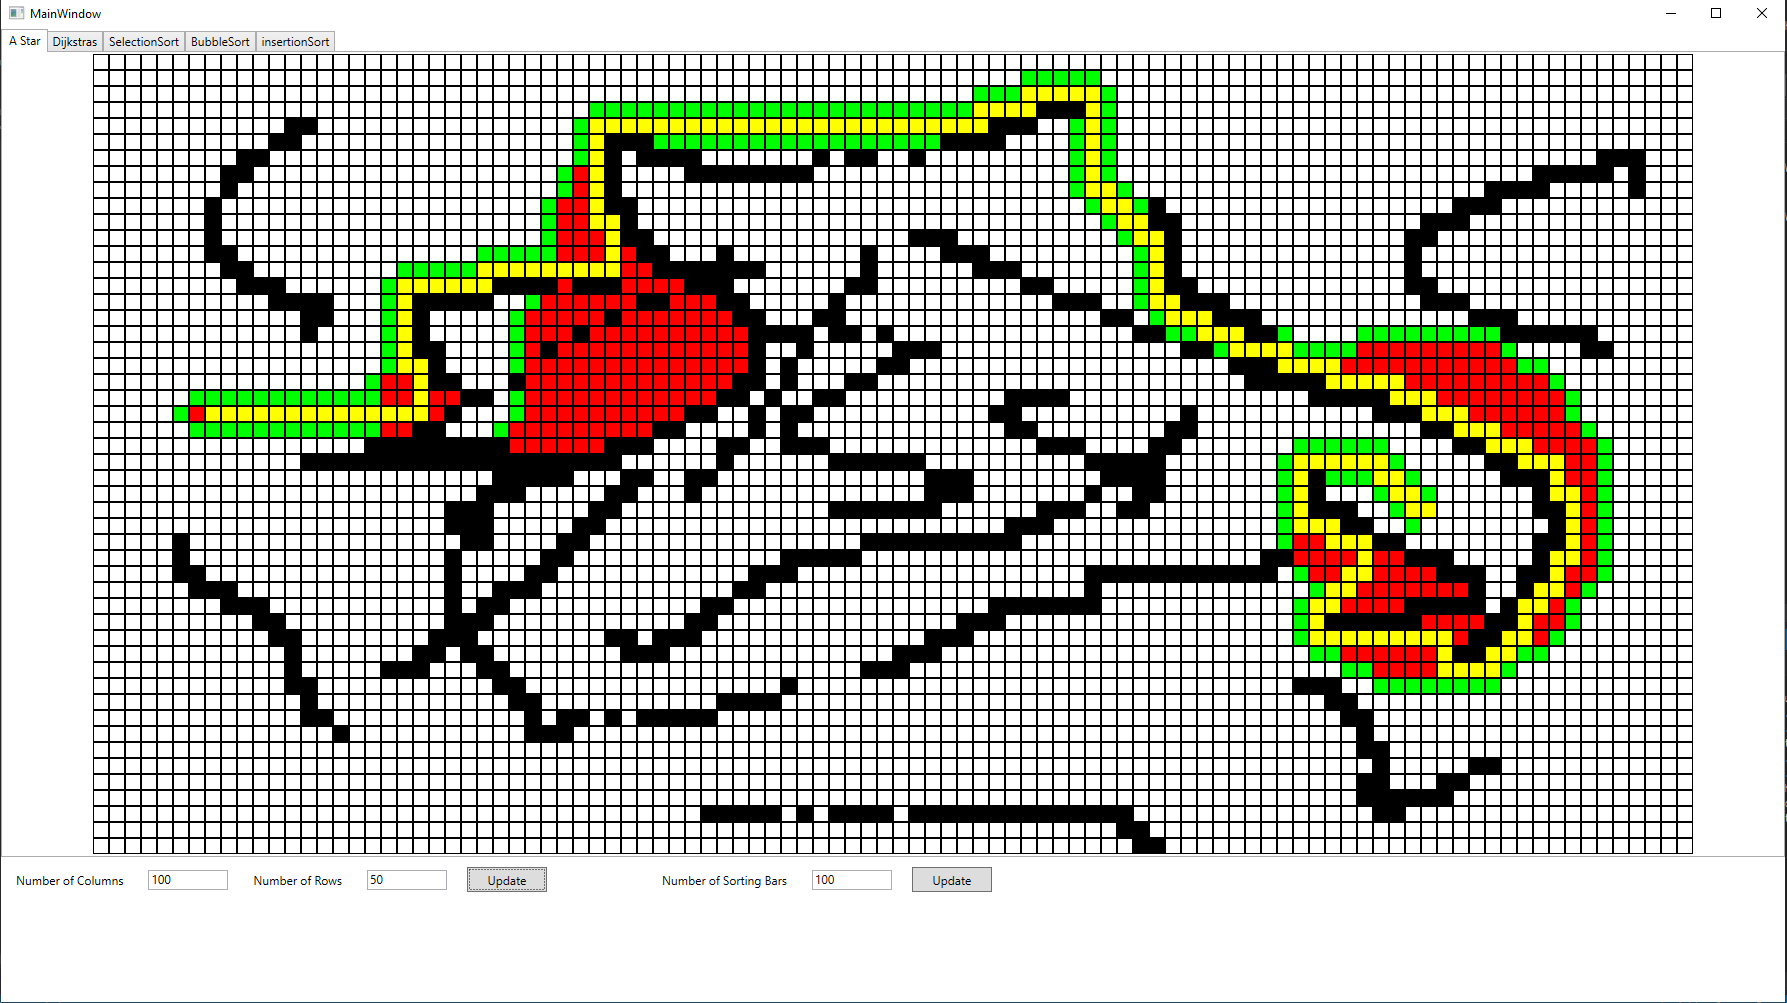 MainWindow
A Star Dijkstras SelectionSort BubbleSort insertionSort
Number of Columns 100 Number of Rows 50 Update Number of Sorting Bars 100 Update